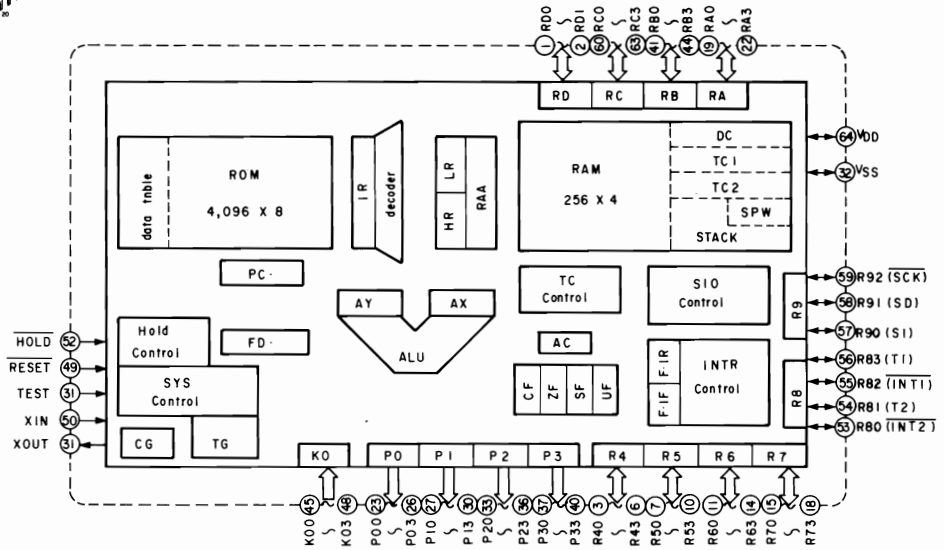 20
RD0 ~ RD1 RC0 ~ RC3 RB0 ~ RB3 RA0 ~ RA3
1 2 60 63 41 44 19 22
RD RC RB RA
data tnble
ROM
4,096 X 8
IR
decoder
HR
LR
RAA
RAM
256 X 4
DC
TC1
TC2
SPW
STACK
64 VDD
32 VSS
PC.
TC
Control
SIO
Control
R9
59 R92 (SCK)
58 R91 (SD)
57 R90 (S1)
AY AX
ALU
AC
Hold
Control
FD.
SYS
Control
CG
TG
HOLD 52
RESET 49
TEST 31
XIN 50
XOUT 31
CF
ZF
SF
UF
F·IF
F·IR
INTR
Control
R8
56 R83 (T1)
55 R82 (INT1)
54 R81 (T2)
53 R80 (INT2)
K0 P0 P1 P2 P3 R4 R5 R6 R7
45 48 23 26 27 30 33 36 37 40 3 6 7 10 11 14 15 18
K00 ~ K03 P00 ~ P03 P10 ~ P13 P20 ~ P23 P30 ~ P33 R40 ~ R43 R50 ~ R53 R60 ~ R63 R70 ~ R73